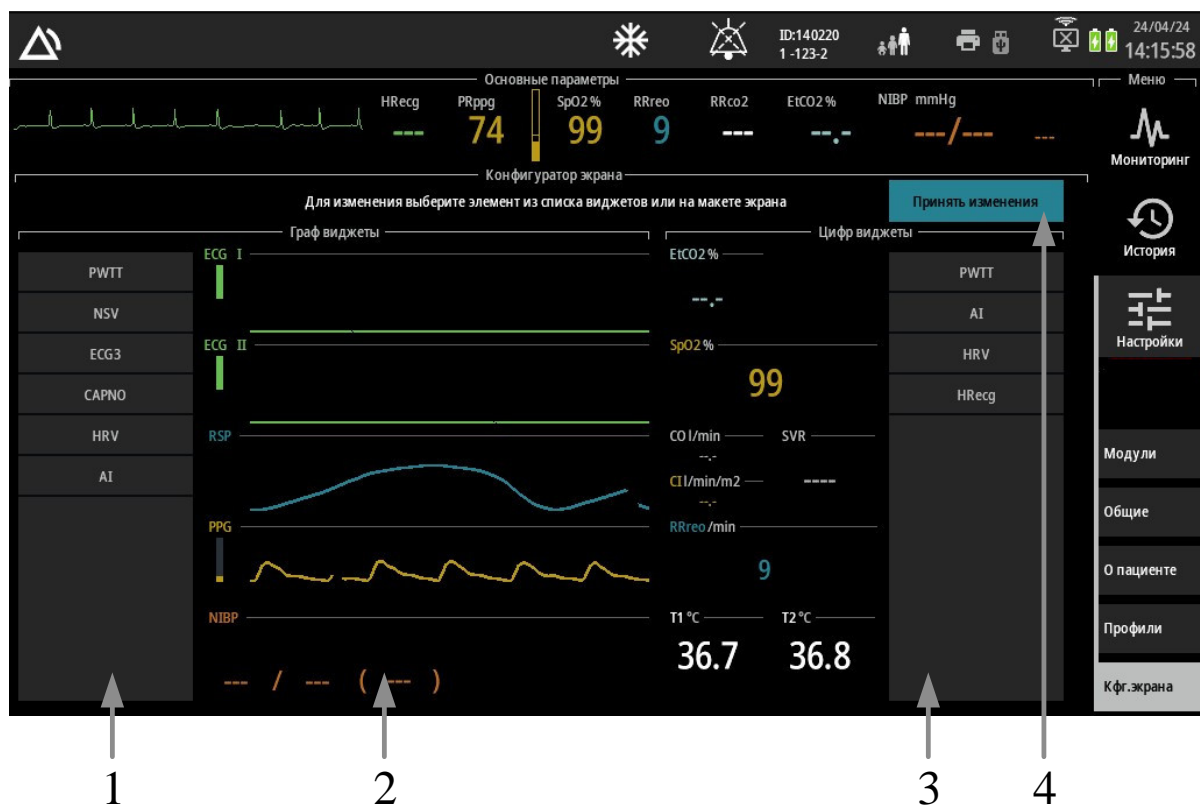 ID:140220
1 -123-2
24/04/24
14:15:58
Основные параметры
Меню
HRecg PRppg SpO2 % RRreo RRco2 EtCO2 % NIBP mmHg
--- 74 99 9 --- --.- ---/--- ---
Мониторинг
Конфигуратор экрана
Для изменения выберите элемент из списка виджетов или на макете экрана
Принять изменения
История
Граф виджеты
Цифр виджеты
PWTT
NSV
ECG3
CAPNO
HRV
AI
ECG I
ECG II
RSP
PPG
NIBP
--- / --- ( --- )
EtCO2 %
--.-
SpO2 %
99
CO l/min SVR
--.-
CI l/min/m2 ----
--.-
RRreo /min
9
T1 °C T2 °C
36.7 36.8
PWTT
AI
HRV
HRecg
Настройки
Модули
Общие
О пациенте
Профили
Кфг.экрана
1 2 3 4